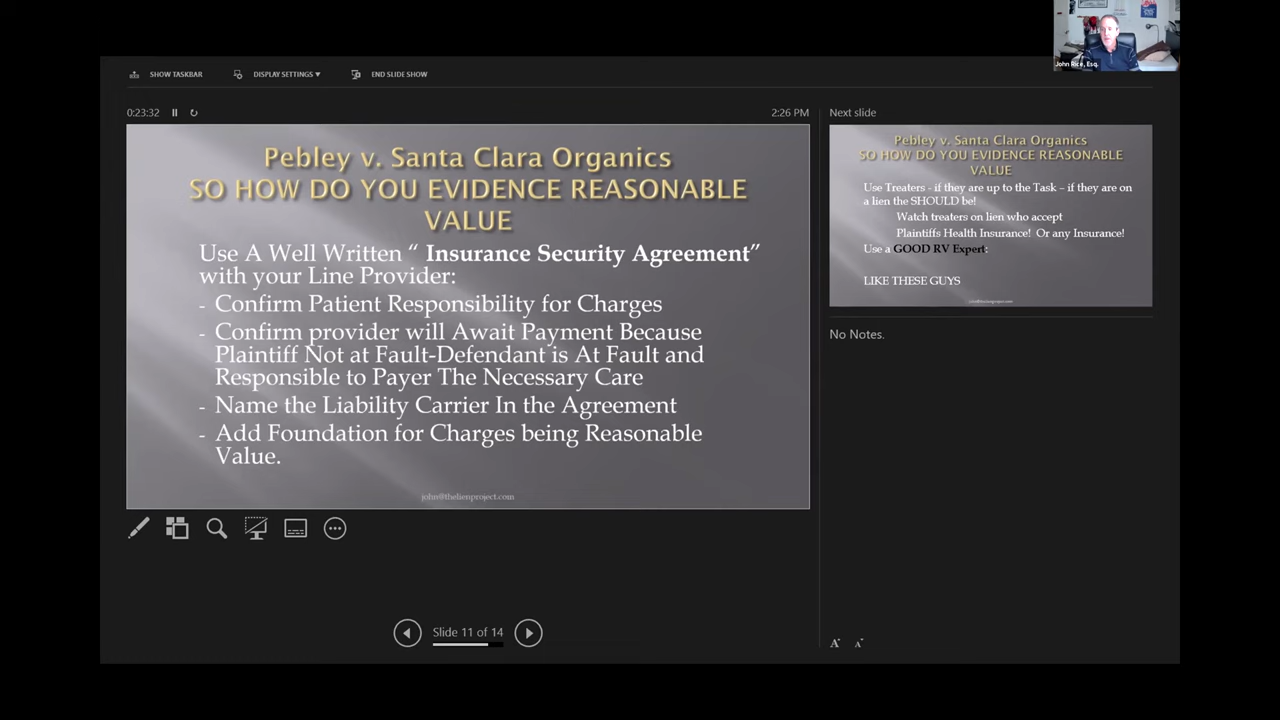 John Rice, Esq.
SHOW TASKBAR
DISPLAY SETTINGS ▾
END SLIDE SHOW
0:23:32
2:26 PM
Next slide
Pebley v. Santa Clara Organics
SO HOW DO YOU EVIDENCE REASONABLE
VALUE
Use A Well Written “ Insurance Security Agreement”
with your Line Provider:
- Confirm Patient Responsibility for Charges
- Confirm provider will Await Payment Because
Plaintiff Not at Fault-Defendant is At Fault and
Responsible to Payer The Necessary Care
- Name the Liability Carrier In the Agreement
- Add Foundation for Charges being Reasonable
Value.
john@thelienproject.com
Pebley v. Santa Clara Organics
SO HOW DO YOU EVIDENCE REASONABLE
VALUE
Use Treaters - if they are up to the Task – if they are on
a lien the SHOULD be!
Watch treaters on lien who accept
Plaintiffs Health Insurance! Or any Insurance!
Use a GOOD RV Expert:
LIKE THESE GUYS
john@thelienproject.com
No Notes.
Slide 11 of 14
A A